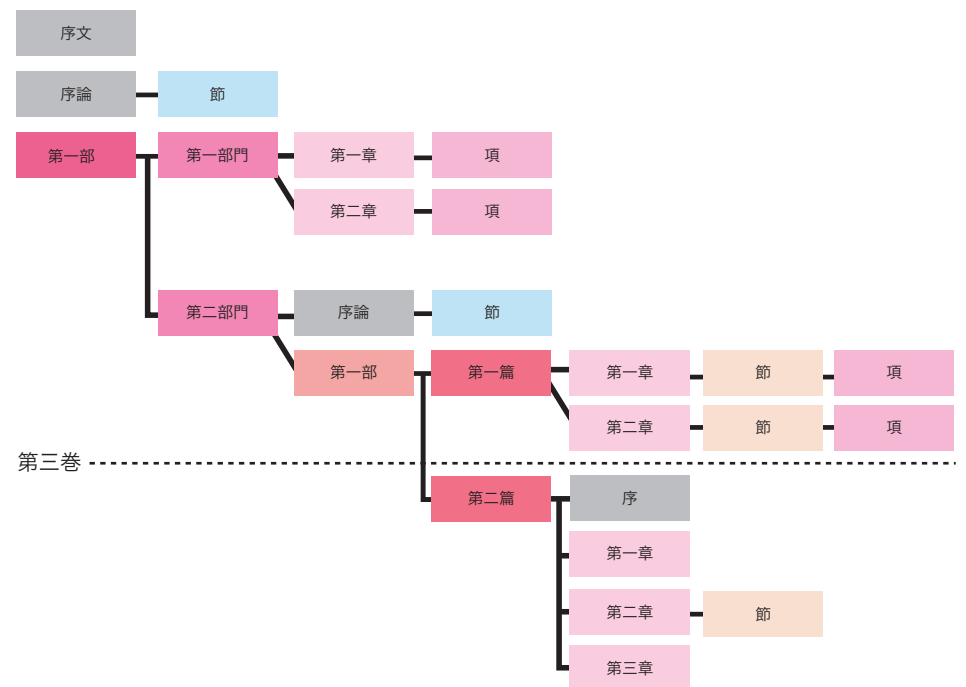 序文
序論
節
第一部
第一部門
第一章
項
第二章
項
第二部門
序論
節
第一部
第一篇
第一章
節
項
第二章
節
項
第三巻
第二篇
序
第一章
第二章
節
第三章